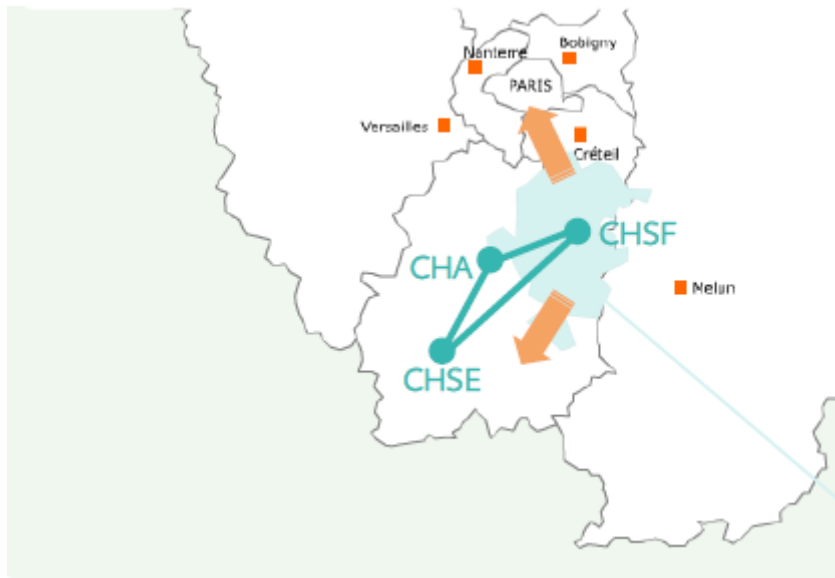 Bobigny
Nanterre
PARIS
Versailles
Créteil
CHSF
CHA
Melun
CHSE